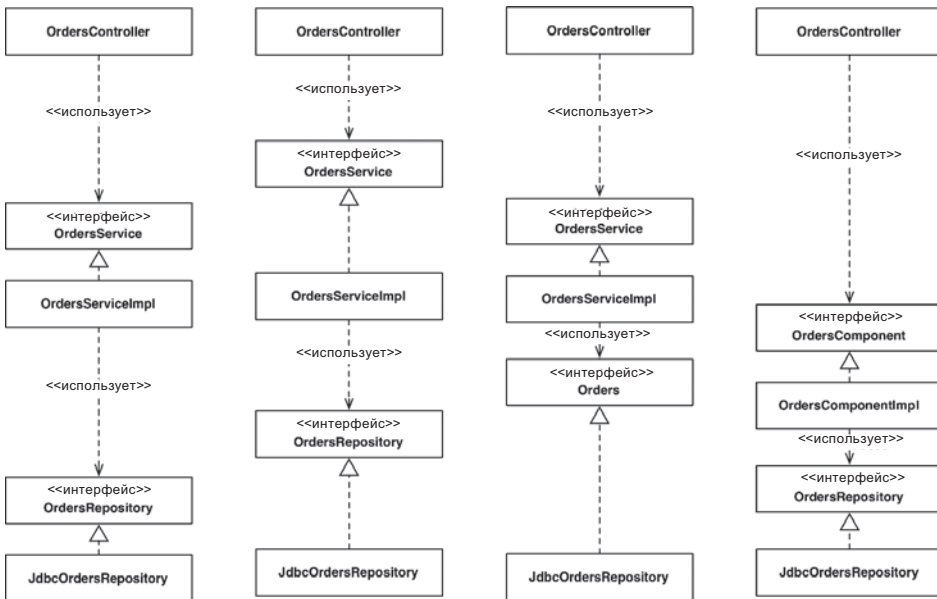 OrdersController
<<использует>>
<<интерфейс>>
OrdersService
OrdersServiceImpl
<<использует>>
<<интерфейс>>
OrdersRepository
JdbcOrdersRepository
OrdersController
<<использует>>
<<интерфейс>>
OrdersService
OrdersServiceImpl
<<использует>>
<<интерфейс>>
OrdersRepository
JdbcOrdersRepository
OrdersController
<<использует>>
<<интерфейс>>
OrdersService
OrdersServiceImpl
<<использует>>
<<интерфейс>>
Orders
JdbcOrdersRepository
OrdersController
<<использует>>
<<интерфейс>>
OrdersComponent
OrdersComponentImpl
<<использует>>
<<интерфейс>>
OrdersRepository
JdbcOrdersRepository